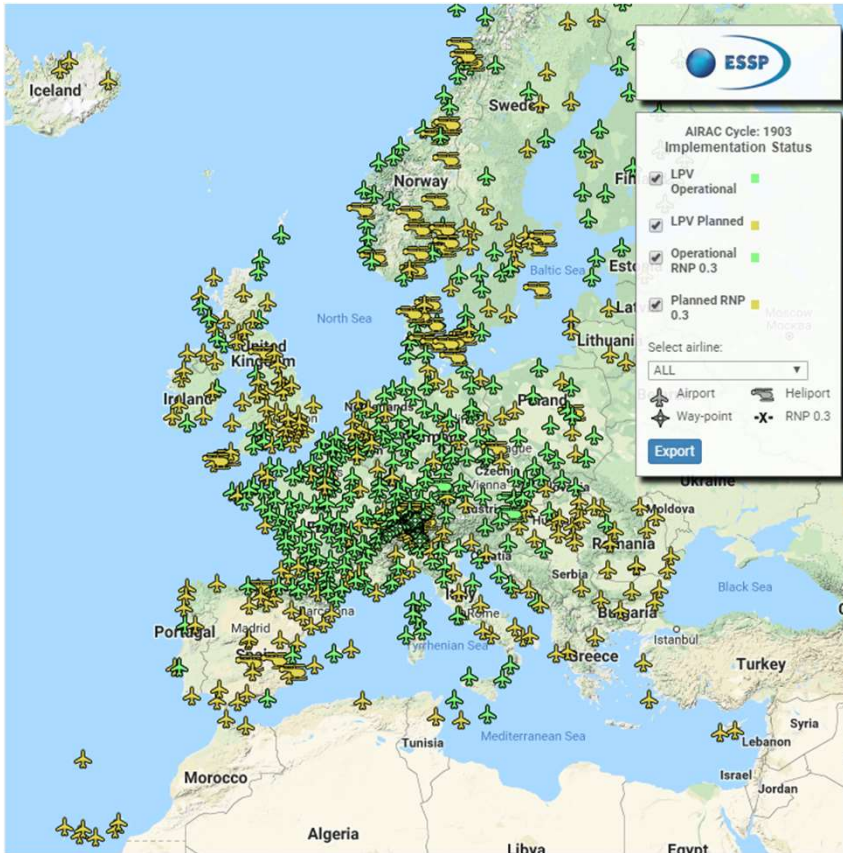 Iceland
ESSP
Sweden
AIRAC Cycle: 1903
Implementation Status
LPV
Operational
LPV Planned
Operational
RNP 0.3
Planned RNP
0.3
Select airline:
ALL
Airport
Heliport
Way-point
RNP 0.3
Export
Norway
Baltic Sea
North Sea
Moscow
Москва
Lithuania
United
Kingdom
Ireland
Poland
Vienna
Ukraine
Moldova
Romania
Serbia
Black Sea
Barcelona
Italy
Rome
Bulgaria
Portugal
Madrid
Istanbul
Tyrrhenian Sea
Greece
Turkey
Syria
Mediterranean Sea
Lebanon
Tunisia
Israel
Morocco
Jordan
Algeria
Libya
Egypt